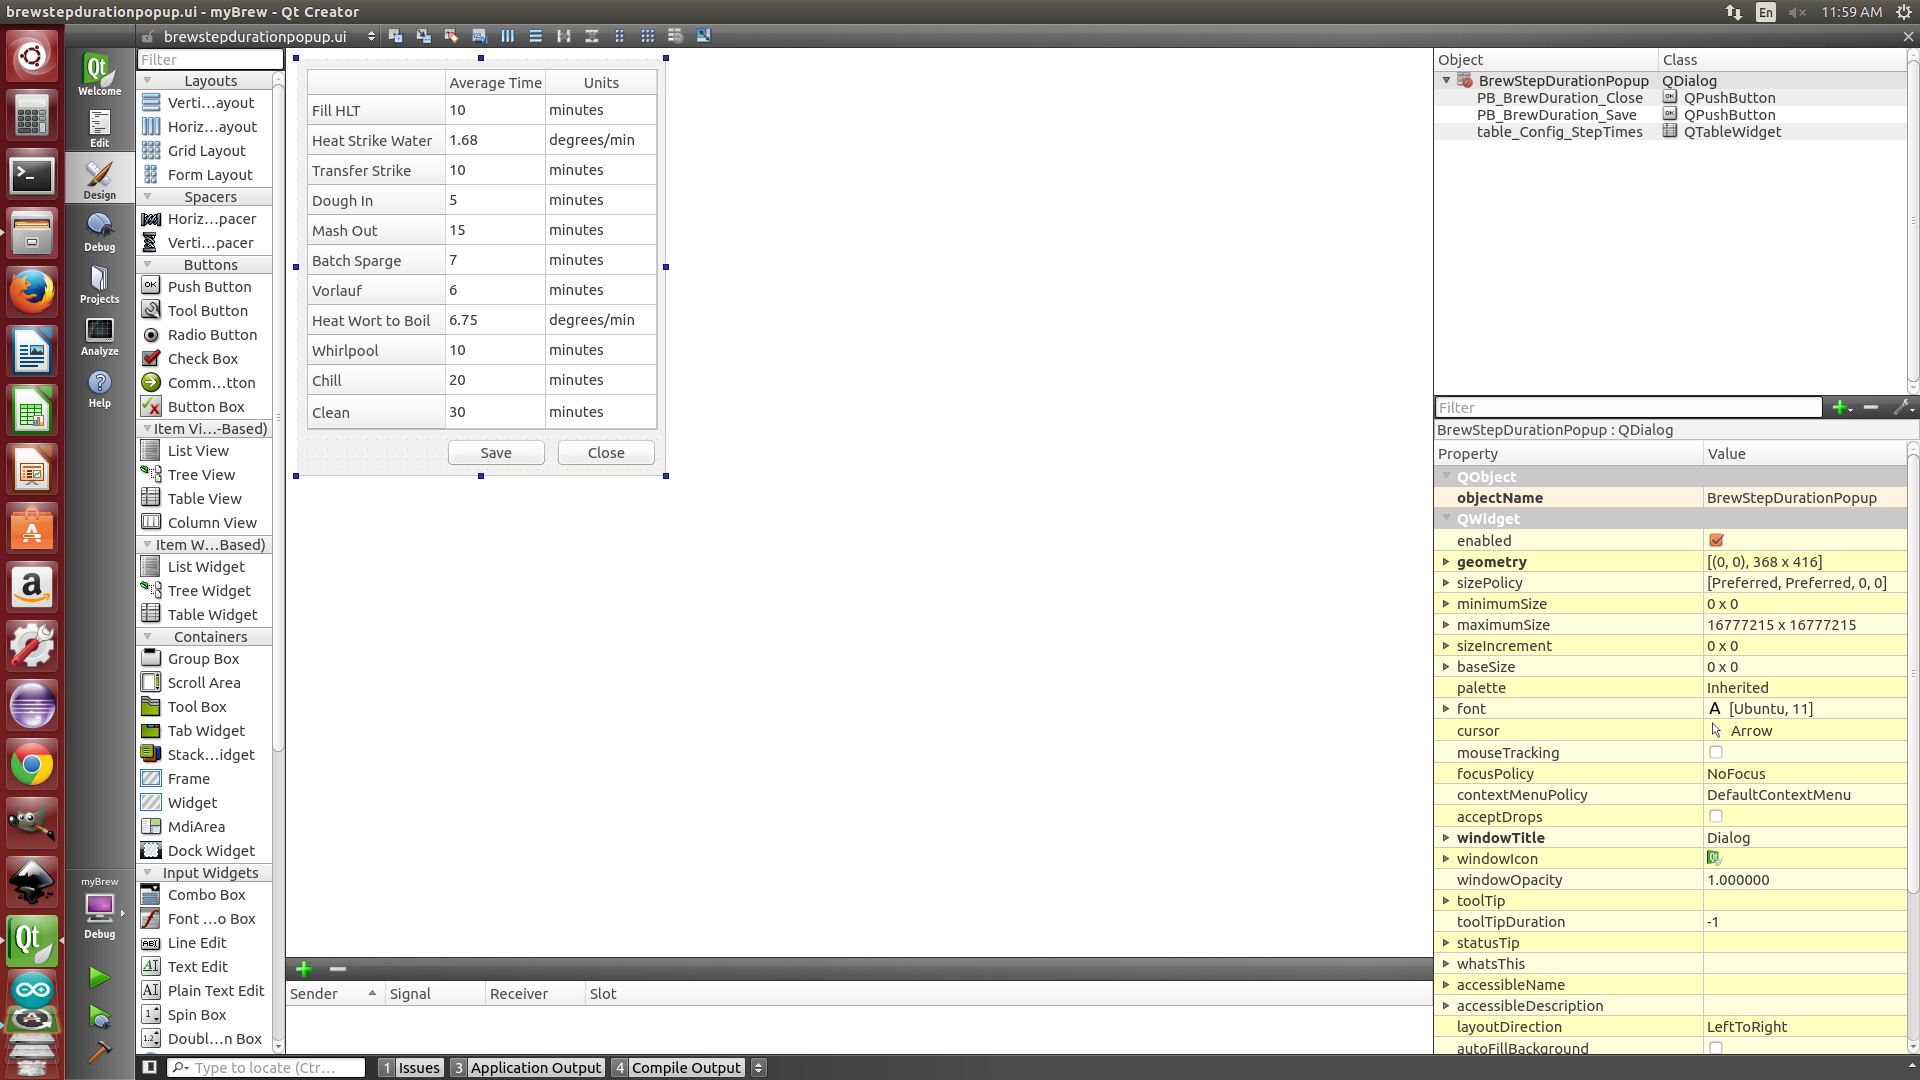 brewstepdurationpopup.ui - myBrew - Qt Creator
En
11:59 AM
brewstepdurationpopup.ui
Qt
Welcome
Edit
Design
Debug
Projects
Analyze
Help
myBrew
Debug
Filter
Layouts
Verti…ayout
Horiz…ayout
Grid Layout
Form Layout
Spacers
Horiz…pacer
Verti…pacer
Buttons
OK Push Button
Tool Button
Radio Button
Check Box
Comm…tton
Button Box
Item Vi…-Based)
List View
Tree View
Table View
Column View
Item W…Based)
List Widget
Tree Widget
Table Widget
Containers
Group Box
Scroll Area
Tool Box
Tab Widget
Stack…idget
Frame
Widget
MdiArea
Dock Widget
Input Widgets
Combo Box
Font …o Box
ABI Line Edit
AI Text Edit
AI Plain Text Edit
1 Spin Box
1.2 Doubl…n Box
Average Time Units
Fill HLT 10 minutes
Heat Strike Water 1.68 degrees/min
Transfer Strike 10 minutes
Dough In 5 minutes
Mash Out 15 minutes
Batch Sparge 7 minutes
Vorlauf 6 minutes
Heat Wort to Boil 6.75 degrees/min
Whirlpool 10 minutes
Chill 20 minutes
Clean 30 minutes
Save Close
Sender Signal Receiver Slot
Object Class
BrewStepDurationPopup QDialog
PB_BrewDuration_Close OK QPushButton
PB_BrewDuration_Save OK QPushButton
table_Config_StepTimes QTableWidget
Filter
BrewStepDurationPopup : QDialog
Property Value
QObject
objectName BrewStepDurationPopup
QWidget
enabled
geometry [(0, 0), 368 x 416]
sizePolicy [Preferred, Preferred, 0, 0]
minimumSize 0 x 0
maximumSize 16777215 x 16777215
sizeIncrement 0 x 0
baseSize 0 x 0
palette Inherited
font A [Ubuntu, 11]
cursor Arrow
mouseTracking
focusPolicy NoFocus
contextMenuPolicy DefaultContextMenu
acceptDrops
windowTitle Dialog
windowIcon
windowOpacity 1.000000
toolTip
toolTipDuration -1
statusTip
whatsThis
accessibleName
accessibleDescription
layoutDirection LeftToRight
autoFillBackground
Type to locate (Ctr…
1 Issues 3 Application Output 4 Compile Output